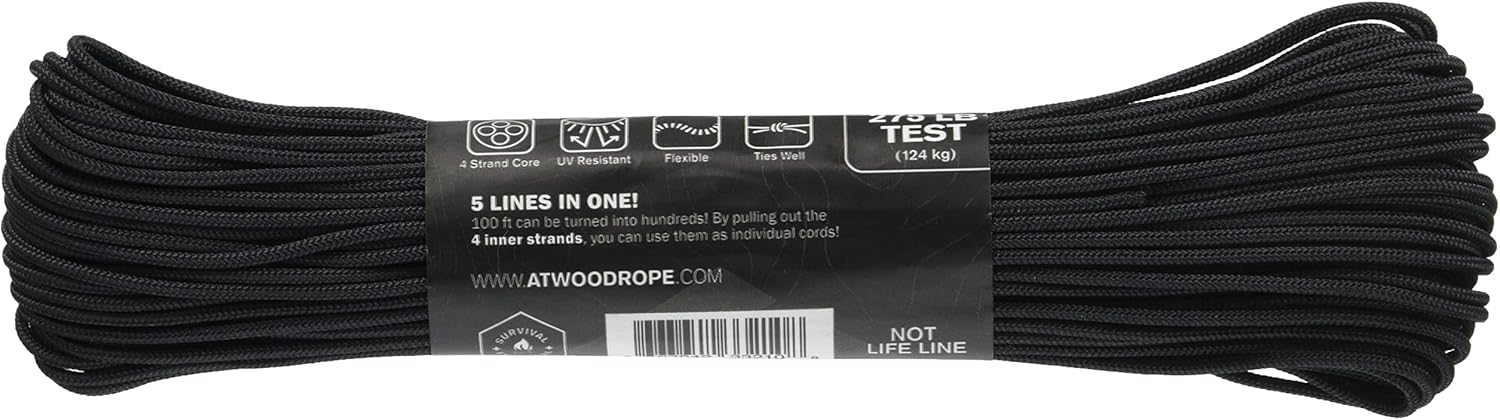 4 Strand Core
UV Resistant
Flexible
Ties Well
275 LB
TEST
(124 kg)
5 LINES IN ONE!
100 ft can be turned into hundreds! By pulling out the
4 inner strands, you can use them as individual cords!
WWW.ATWOODROPE.COM
SURVIVAL
NOT
LIFE LINE